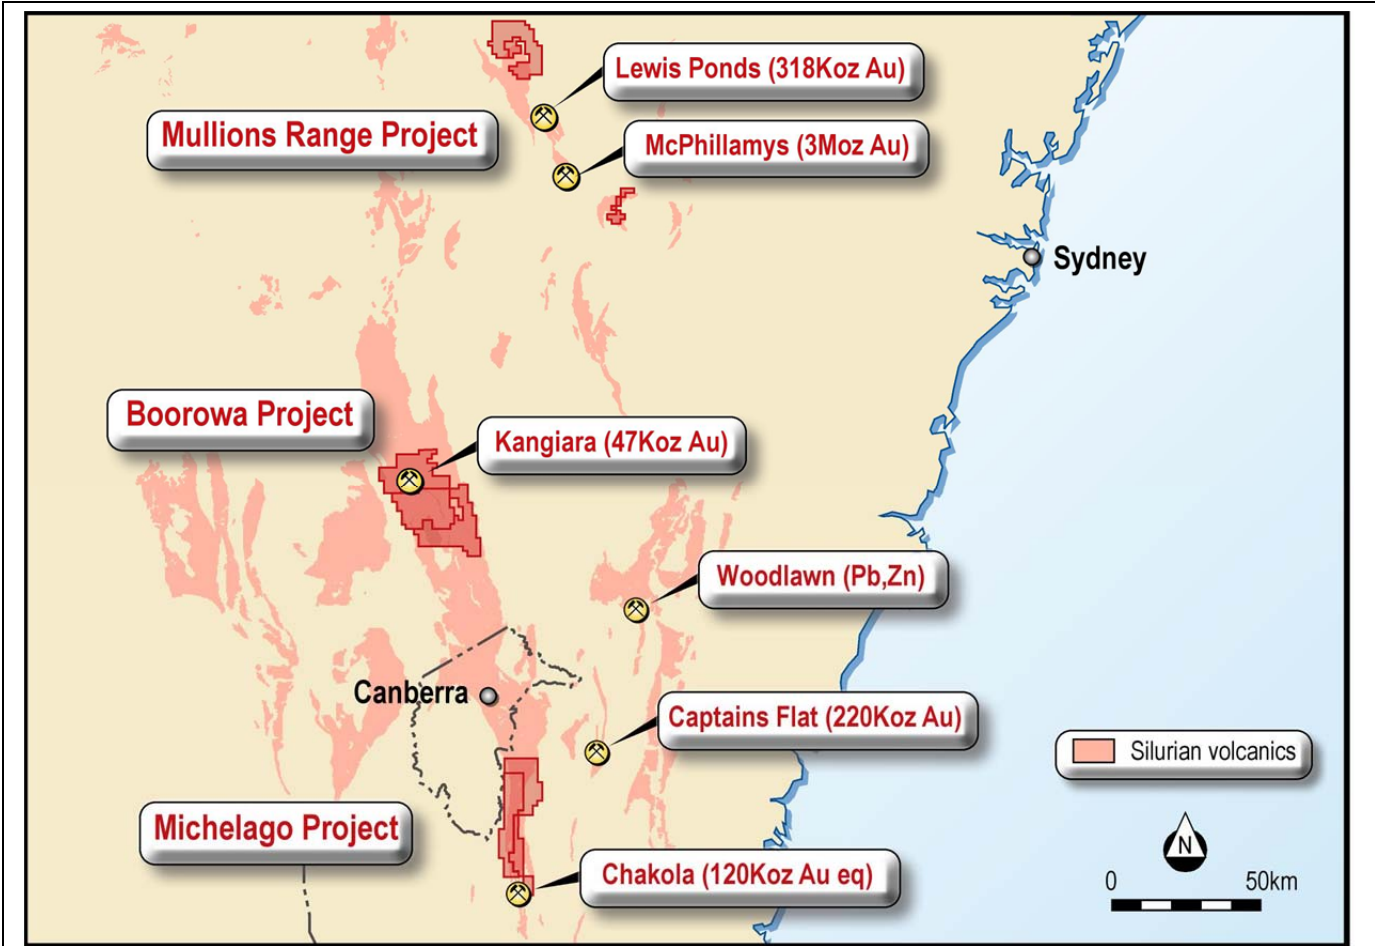 Lewis Ponds (318Koz Au)
Mullions Range Project
McPhillamys (3Moz Au)
Sydney
Boorowa Project
Kangiara (47Koz Au)
Woodlawn (Pb,Zn)
Canberra
Captains Flat (220Koz Au)
Silurian volcanics
Michelago Project
Chakola (120Koz Au eq)
N
0 50km